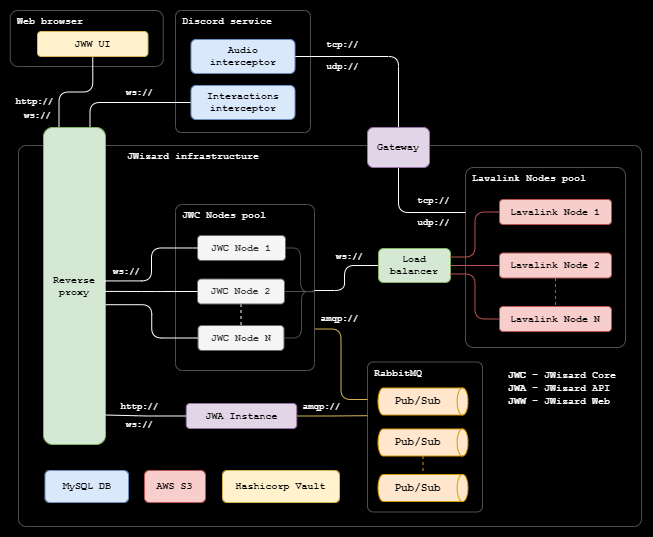 Web browser
JWW UI
http://
ws://
Discord service
Audio
interceptor
Interactions
interceptor
ws://
tcp://
udp://
Gateway
JWizard infrastructure
tcp://
udp://
Lavalink Nodes pool
Lavalink Node 1
Lavalink Node 2
Lavalink Node N
JWC Nodes pool
JWC Node 1
JWC Node 2
JWC Node N
ws://
Reverse
proxy
ws://
Load
balancer
amqp://
RabbitMQ
Pub/Sub
Pub/Sub
Pub/Sub
http://
ws://
JWA Instance
amqp://
JWC - JWizard Core
JWA - JWizard API
JWW - JWizard Web
MySQL DB
AWS S3
Hashicorp Vault